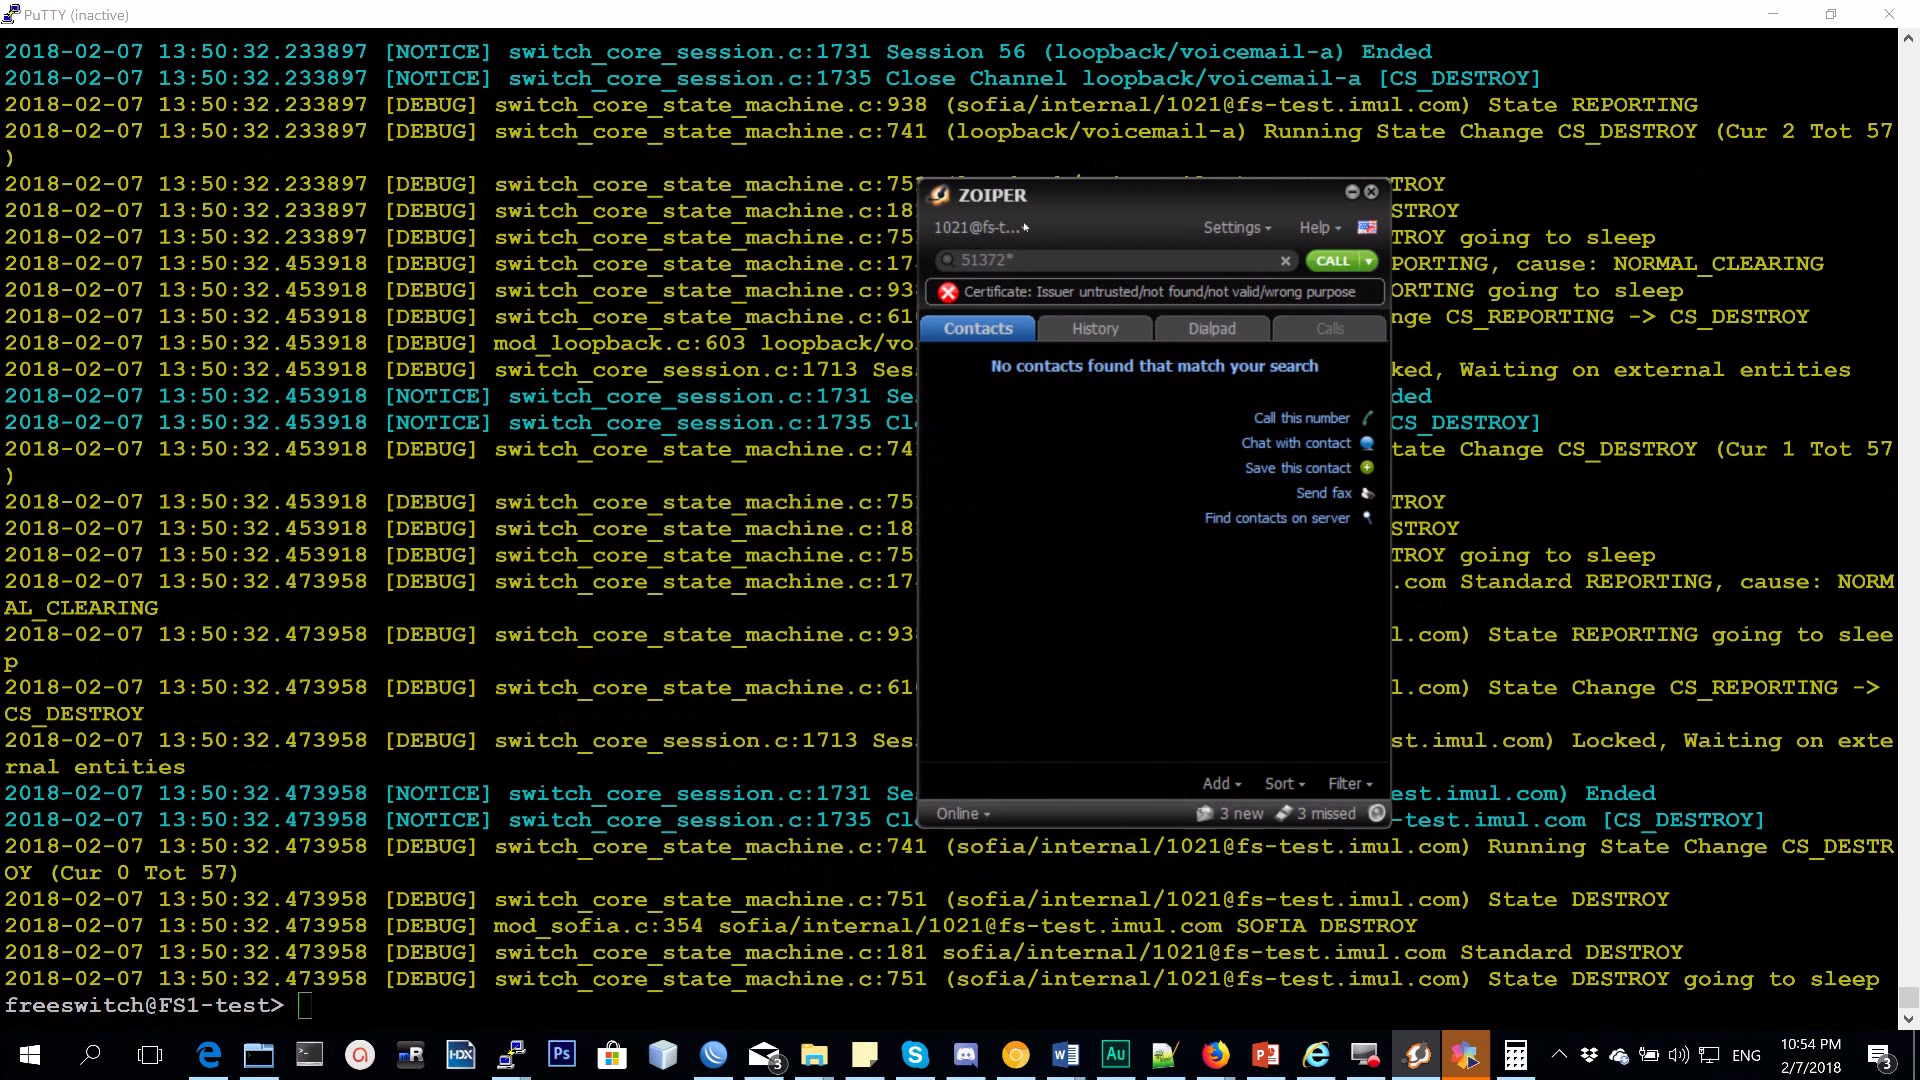 PuTTY (inactive)
2018-02-07 13:50:32.233897 [NOTICE] switch_core_session.c:1731 Session 56 (loopback/voicemail-a) Ended
2018-02-07 13:50:32.233897 [NOTICE] switch_core_session.c:1735 Close Channel loopback/voicemail-a [CS_DESTROY]
2018-02-07 13:50:32.233897 [DEBUG] switch_core_state_machine.c:938 (sofia/internal/1021@fs-test.imul.com) State REPORTING
2018-02-07 13:50:32.233897 [DEBUG] switch_core_state_machine.c:741 (loopback/voicemail-a) Running State Change CS_DESTROY (Cur 2 Tot 57
)
2018-02-07 13:50:32.233897 [DEBUG] switch_core_state_machine.c:75 TROY
2018-02-07 13:50:32.233897 [DEBUG] switch_core_state_machine.c:18 STROY
2018-02-07 13:50:32.233897 [DEBUG] switch_core_state_machine.c:75 TROY going to sleep
2018-02-07 13:50:32.453918 [DEBUG] switch_core_state_machine.c:17 PORTING, cause: NORMAL_CLEARING
2018-02-07 13:50:32.453918 [DEBUG] switch_core_state_machine.c:93 PORTING going to sleep
2018-02-07 13:50:32.453918 [DEBUG] switch_core_state_machine.c:61 nge CS_REPORTING -> CS_DESTROY
2018-02-07 13:50:32.453918 [DEBUG] mod_loopback.c:603 loopback/vo
2018-02-07 13:50:32.453918 [DEBUG] switch_core_session.c:1713 Ses ked, Waiting on external entities
2018-02-07 13:50:32.453918 [NOTICE] switch_core_session.c:1731 Se ded
2018-02-07 13:50:32.453918 [NOTICE] switch_core_session.c:1735 Cl CS_DESTROY]
2018-02-07 13:50:32.453918 [DEBUG] switch_core_state_machine.c:74 tate Change CS_DESTROY (Cur 1 Tot 57
)
2018-02-07 13:50:32.453918 [DEBUG] switch_core_state_machine.c:75 TROY
2018-02-07 13:50:32.453918 [DEBUG] switch_core_state_machine.c:18 STROY
2018-02-07 13:50:32.453918 [DEBUG] switch_core_state_machine.c:75 TROY going to sleep
2018-02-07 13:50:32.473958 [DEBUG] switch_core_state_machine.c:17 .com Standard REPORTING, cause: NORM
AL_CLEARING
2018-02-07 13:50:32.473958 [DEBUG] switch_core_state_machine.c:93 l.com) State REPORTING going to slee
p
2018-02-07 13:50:32.473958 [DEBUG] switch_core_state_machine.c:61 l.com) State Change CS_REPORTING ->
CS_DESTROY
2018-02-07 13:50:32.473958 [DEBUG] switch_core_session.c:1713 Ses st.imul.com) Locked, Waiting on exte
rnal entities
2018-02-07 13:50:32.473958 [NOTICE] switch_core_session.c:1731 Se est.imul.com) Ended
2018-02-07 13:50:32.473958 [NOTICE] switch_core_session.c:1735 Cl -test.imul.com [CS_DESTROY]
2018-02-07 13:50:32.473958 [DEBUG] switch_core_state_machine.c:741 (sofia/internal/1021@fs-test.imul.com) Running State Change CS_DESTR
OY (Cur 0 Tot 57)
2018-02-07 13:50:32.473958 [DEBUG] switch_core_state_machine.c:751 (sofia/internal/1021@fs-test.imul.com) State DESTROY
2018-02-07 13:50:32.473958 [DEBUG] mod_sofia.c:354 sofia/internal/1021@fs-test.imul.com SOFIA DESTROY
2018-02-07 13:50:32.473958 [DEBUG] switch_core_state_machine.c:181 sofia/internal/1021@fs-test.imul.com Standard DESTROY
2018-02-07 13:50:32.473958 [DEBUG] switch_core_state_machine.c:751 (sofia/internal/1021@fs-test.imul.com) State DESTROY going to sleep
freeswitch@FS1-test>
ZOIPER
1021@fs-t... Settings Help
51372* CALL
Certificate: Issuer untrusted/not found/not valid/wrong purpose
Contacts History Dialpad Calls
No contacts found that match your search
Call this number
Chat with contact
Save this contact
Send fax
Find contacts on server
Add Sort Filter
Online 3 new 3 missed
R HDX Ps 3 Au ENG 10:54 PM
2/7/2018 3